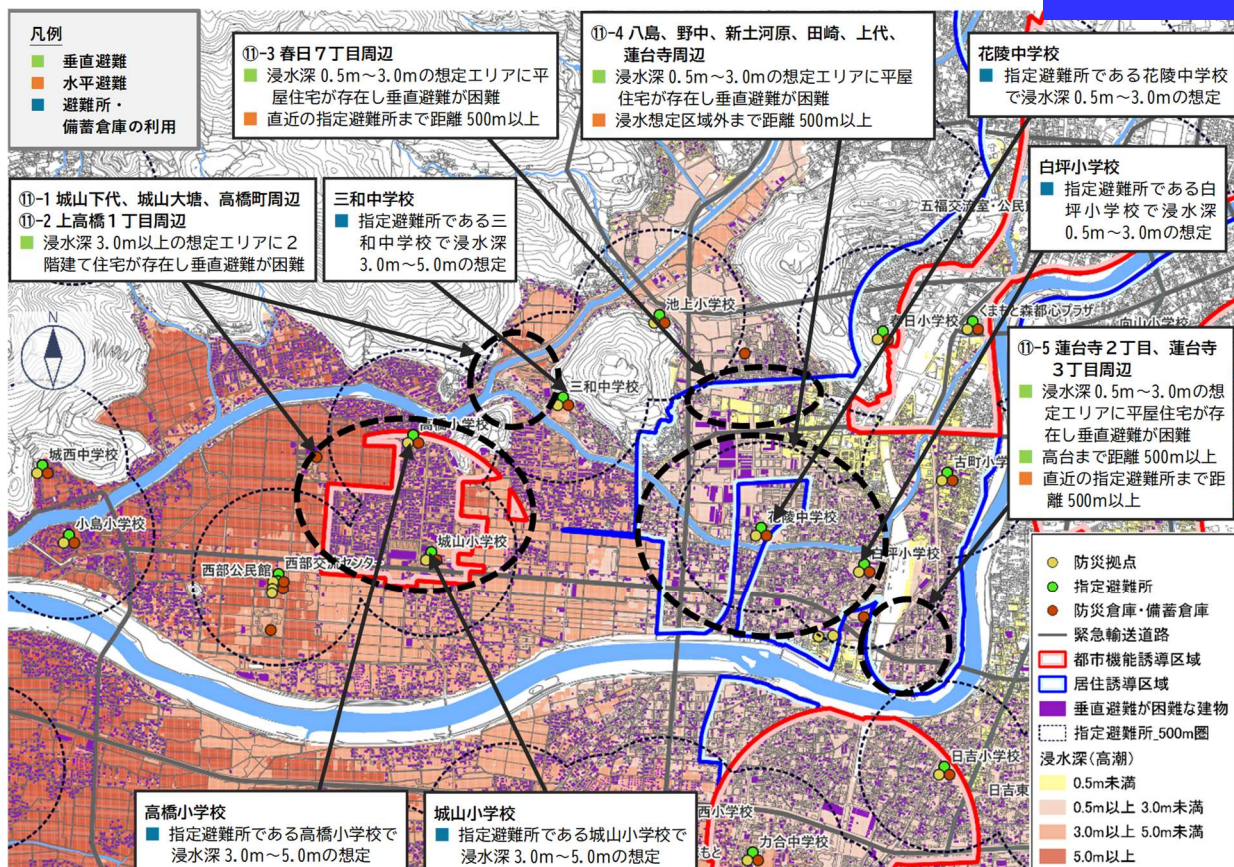 凡例
垂直避難
水平避難
避難所・
備蓄倉庫の利用
⑪-3 春日7丁目周辺
浸水深 0.5m～3.0mの想定エリアに平
屋住宅が存在し垂直避難が困難
直近の指定避難所まで距離 500m以上
⑪-4 八島、野中、新土河原、田崎、上代、
蓮台寺周辺
浸水深 0.5m～3.0mの想定エリアに平屋
住宅が存在し垂直避難が困難
浸水想定区域外まで距離 500m以上
花陵中学校
指定避難所である花陵中学校
で浸水深 0.5m～3.0mの想定
白坪小学校
指定避難所である白
坪小学校で浸水深
0.5m～3.0mの想定
⑪-1 城山下代、城山大塘、高橋町周辺
⑪-2 上高橋1丁目周辺
浸水深 3.0m以上の想定エリアに2
階建て住宅が存在し垂直避難が困難
三和中学校
指定避難所である三
和中学校で浸水深
3.0m～5.0mの想定
N
五福交流室・公民館
池上小学校
春日小学校
くまもと森都心プラザ
向山小学校
⑪-5 蓮台寺2丁目、蓮台寺
3丁目周辺
浸水深 0.5m～3.0mの想
定エリアに平屋住宅が存
在し垂直避難が困難
高台まで距離 500m以上
直近の指定避難所まで距
離 500m以上
三和中学校
高橋小学校
城西中学校
古町小学
小島小学校
花陵中学校
城山小学校
白坪小学校
西部公民館
西部交流センター
日吉小学校
日吉東
西小学校
力合中学校
もと
防災拠点
指定避難所
防災倉庫・備蓄倉庫
緊急輸送道路
都市機能誘導区域
居住誘導区域
垂直避難が困難な建物
指定避難所_500m圏
浸水深（高潮）
0.5m未満
0.5m以上 3.0m未満
3.0m以上 5.0m未満
5.0m以上
高橋小学校
指定避難所である高橋小学校で
浸水深 3.0m～5.0mの想定
城山小学校
指定避難所である城山小学校で
浸水深 3.0m～5.0mの想定